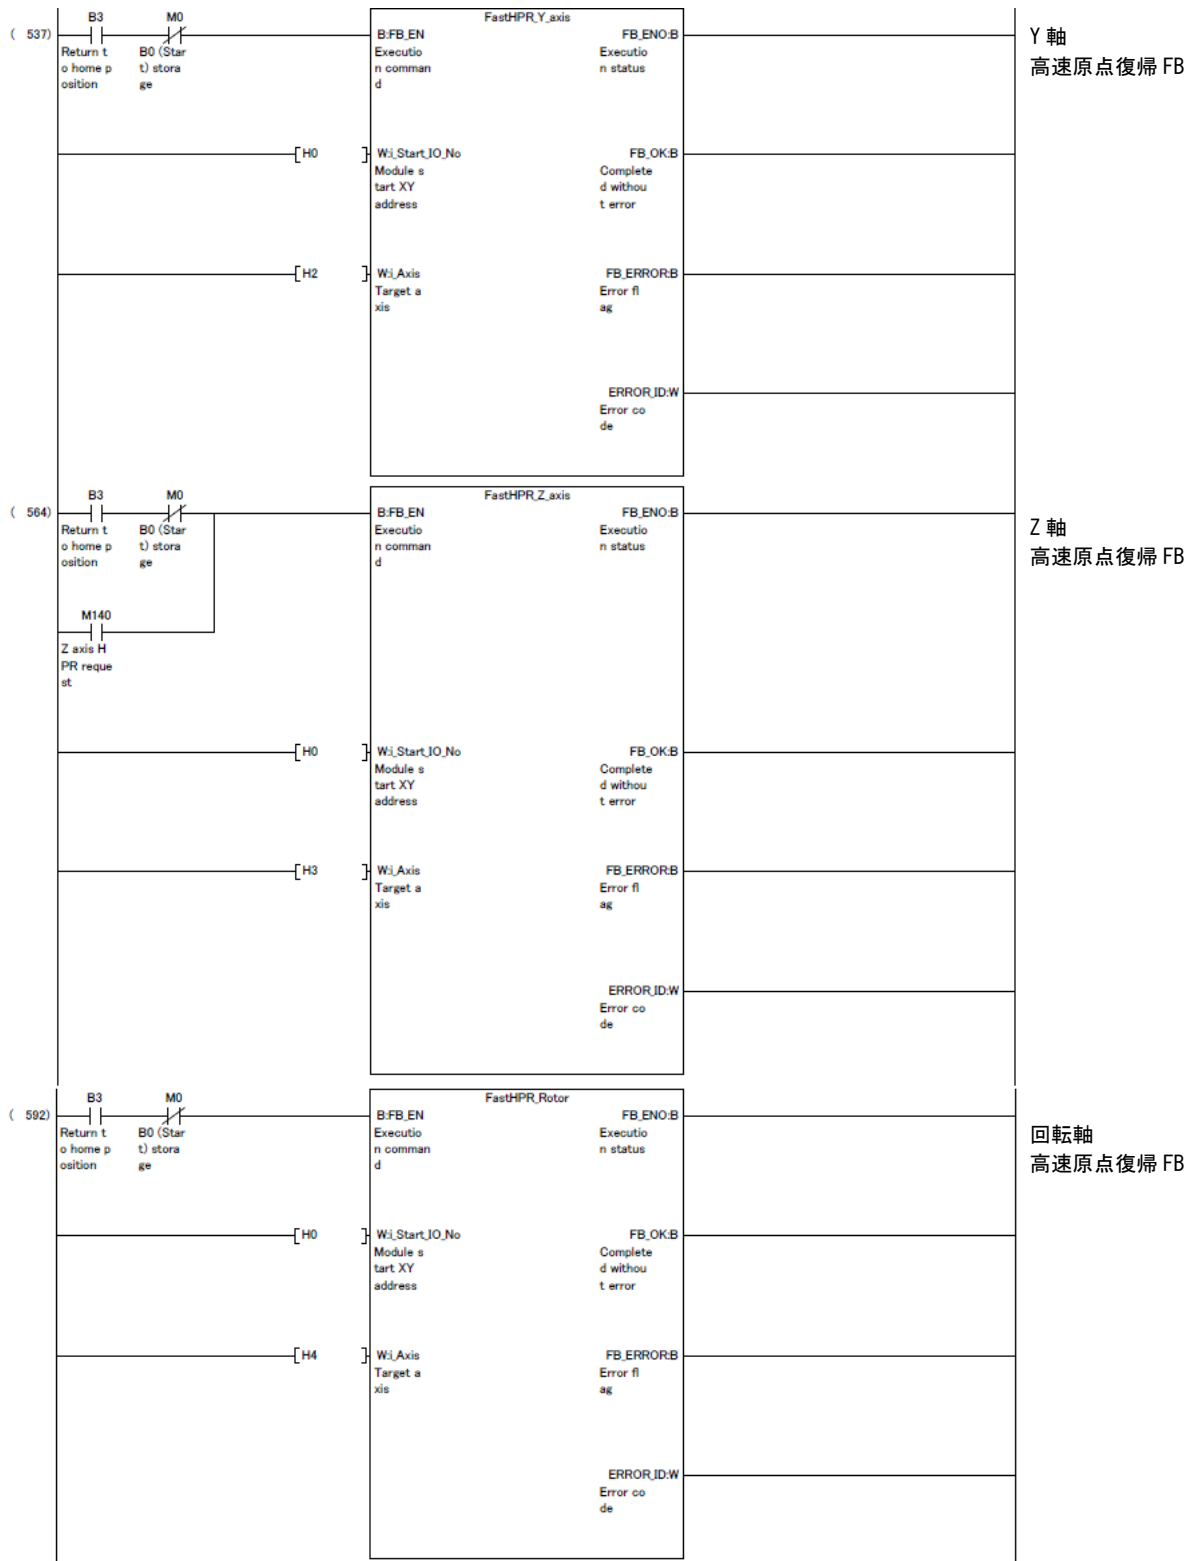 B3 M0 FastHPR_Y_axis
( 537) B:FB_EN FB_ENO:B Y 軸
Return t B0 (Star Executio Executio
o home p t) stora n comman n status 高速原点復帰 FB
osition ge d
[ H0 ] W:i_Start_IO_No FB_OK:B
Module s Complete
tart XY d withou
address t error
[ H2 ] W:i_Axis FB_ERROR:B
Target a Error fl
xis ag
ERROR_ID:W
Error co
de
B3 M0 FastHPR_Z_axis
( 564) B:FB_EN FB_ENO:B Z 軸
Return t B0 (Star Executio Executio
o home p t) stora n comman n status 高速原点復帰 FB
osition ge d
M140
Z axis H
PR reque
st
[ H0 ] W:i_Start_IO_No FB_OK:B
Module s Complete
tart XY d withou
address t error
[ H3 ] W:i_Axis FB_ERROR:B
Target a Error fl
xis ag
ERROR_ID:W
Error co
de
B3 M0 FastHPR_Rotor
( 592) B:FB_EN FB_ENO:B 回転軸
Return t B0 (Star Executio Executio
o home p t) stora n comman n status 高速原点復帰 FB
osition ge d
[ H0 ] W:i_Start_IO_No FB_OK:B
Module s Complete
tart XY d withou
address t error
[ H4 ] W:i_Axis FB_ERROR:B
Target a Error fl
xis ag
ERROR_ID:W
Error co
de